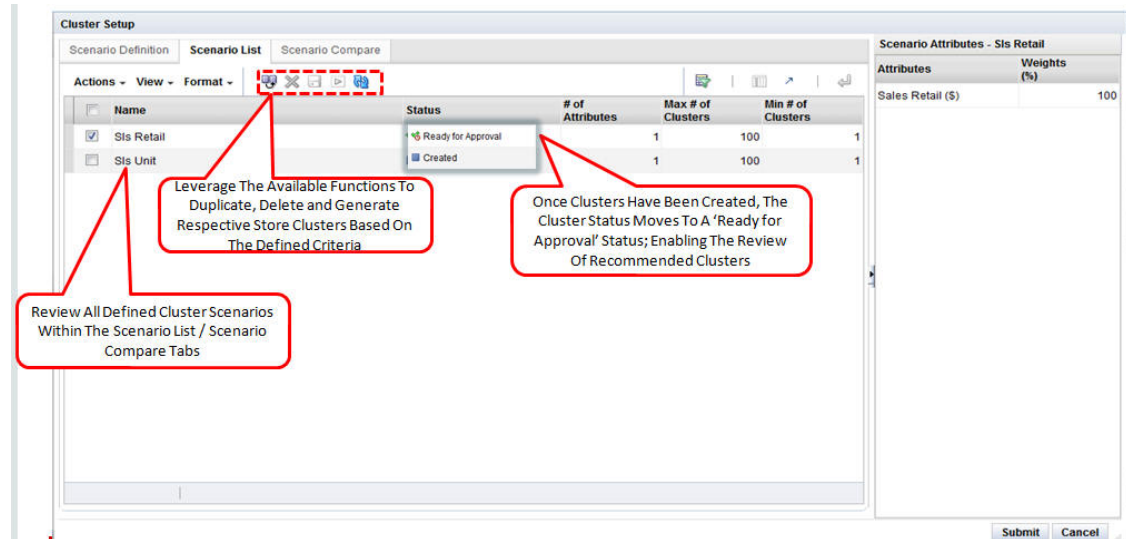 Cluster Setup
Scenario Definition
Scenario List
Scenario Compare
Scenario Attributes - Sls Retail
Actions
View
Format
Attributes
Weights
(%)
Sales Retail ($)
100
Name
Status
# of
Attributes
Max # of
Clusters
Min # of
Clusters
Sls Retail
Ready for Approval
1
100
1
Sls Unit
Created
1
100
1
Leverage The Available Functions To
Duplicate, Delete and Generate
Respective Store Clusters Based On
The Defined Criteria
Once Clusters Have Been Created, The
Cluster Status Moves To A ‘Ready for
Approval’ Status; Enabling The Review
Of Recommended Clusters
Review All Defined Cluster Scenarios
Within The Scenario List / Scenario
Compare Tabs
Submit
Cancel